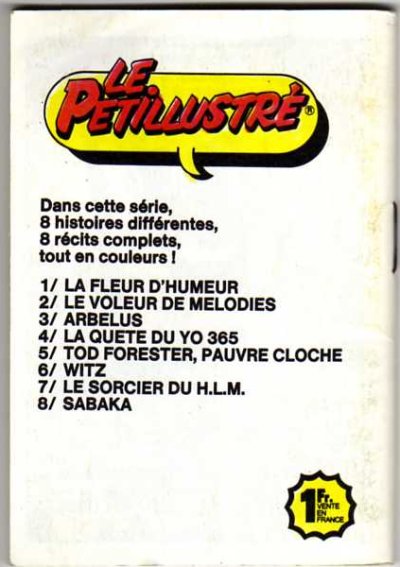 LE
PETILLUSTRÉ®
Dans cette série,
8 histoires différentes,
8 récits complets,
tout en couleurs !
1/ LA FLEUR D'HUMEUR
2/ LE VOLEUR DE MELODIES
3/ ARBELUS
4/ LA QUETE DU YO 365
5/ TOD FORESTER, PAUVRE CLOCHE
6/ WITZ
7/ LE SORCIER DU H.L.M.
8/ SABAKA
1Fr.
VENTE
EN
FRANCE